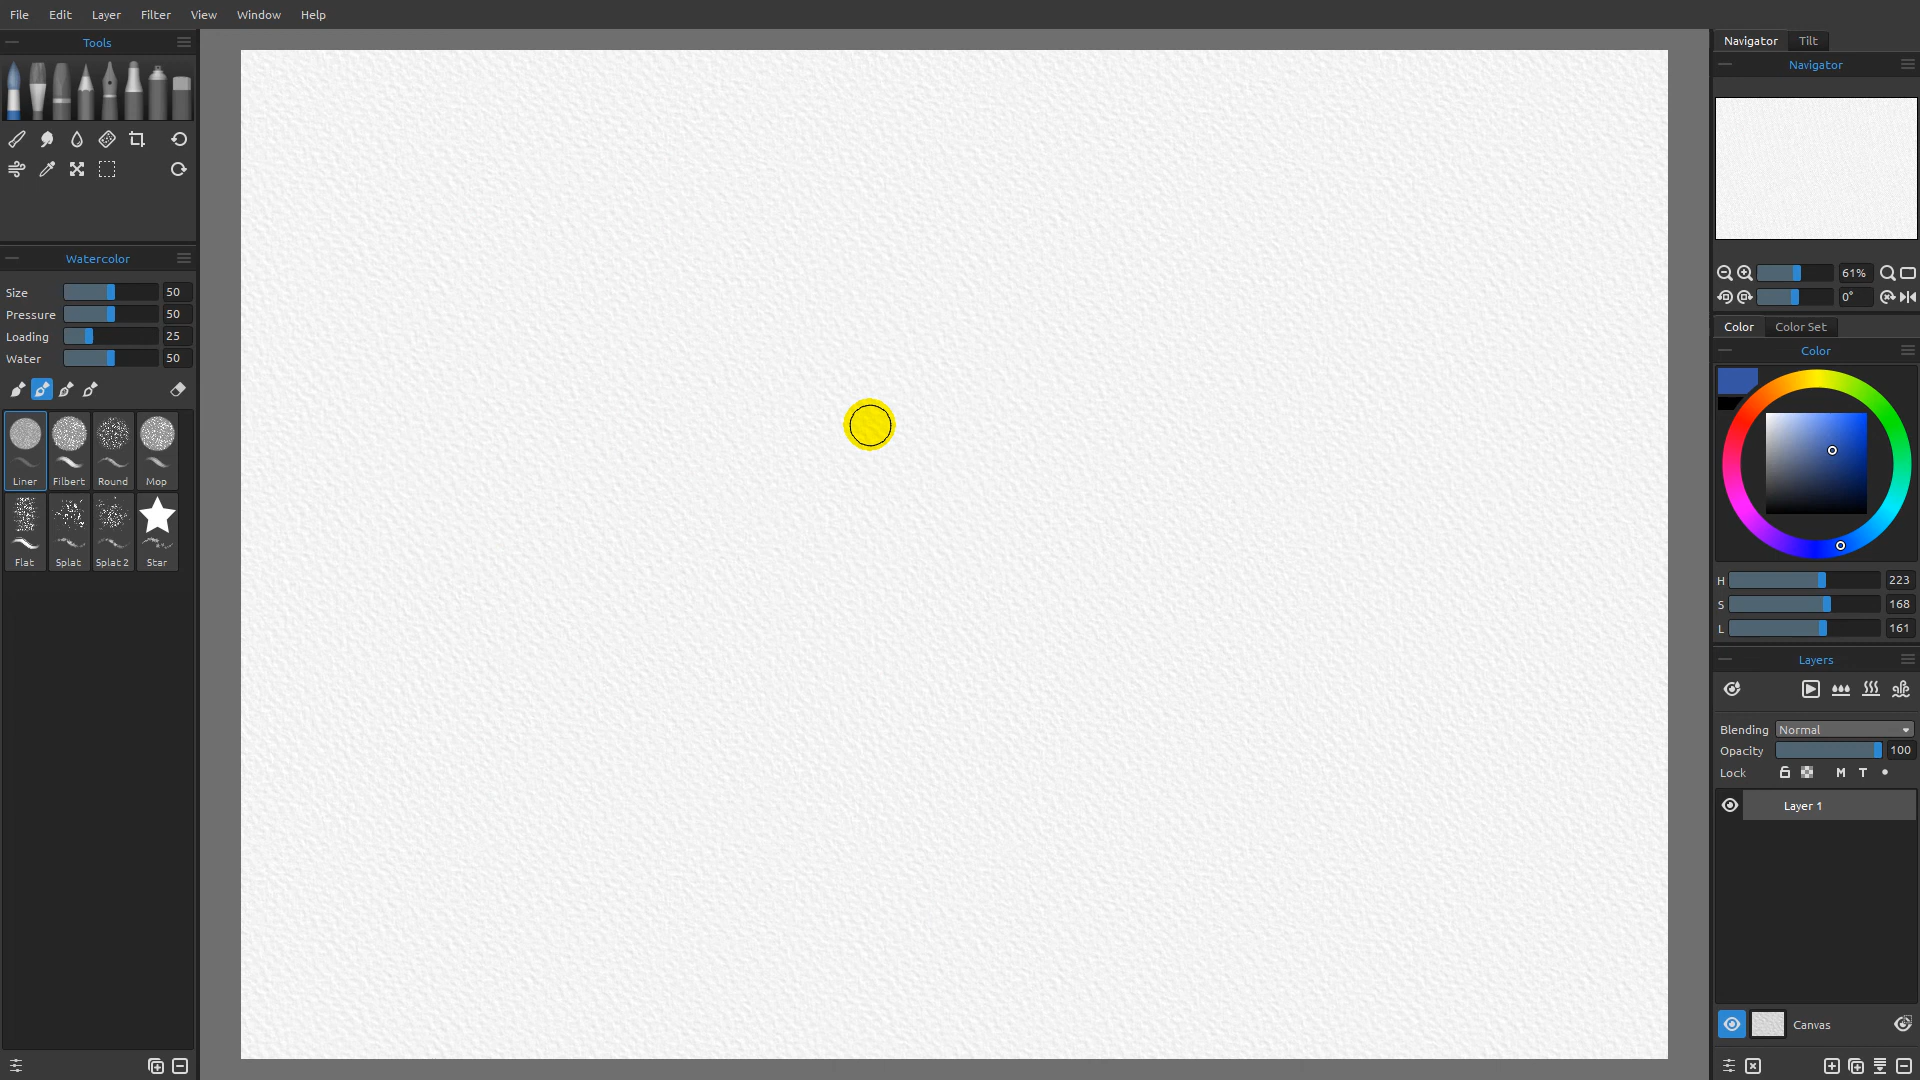 File Edit Layer Filter View Window Help
Tools
Watercolor
Size 50
Pressure 50
Loading 25
Water 50
Liner Filbert Round Mop
Flat Splat Splat 2 Star
Navigator Tilt
Navigator
61%
0°
Color Color Set
Color
H 223
S 168
L 161
Layers
Blending Normal
Opacity 100
Lock M T
Layer 1
Canvas